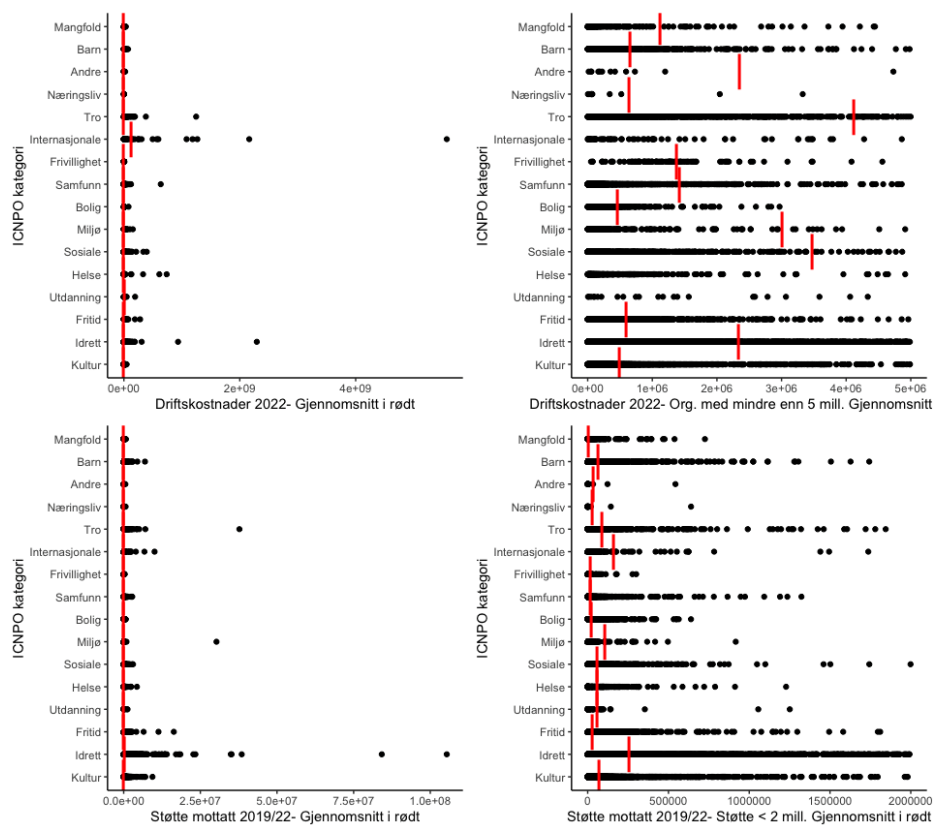 ICNPO kategori
Mangfold
Barn
Andre
Næringsliv
Tro
Internasjonale
Frivillighet
Samfunn
Bolig
Miljø
Sosiale
Helse
Utdanning
Fritid
Idrett
Kultur
0e+00 2e+09 4e+09
Driftskostnader 2022- Gjennomsnitt i rødt
ICNPO kategori
Mangfold
Barn
Andre
Næringsliv
Tro
Internasjonale
Frivillighet
Samfunn
Bolig
Miljø
Sosiale
Helse
Utdanning
Fritid
Idrett
Kultur
0e+00 1e+06 2e+06 3e+06 4e+06 5e+06
Driftskostnader 2022- Org. med mindre enn 5 mill. Gjennomsnitt
ICNPO kategori
Mangfold
Barn
Andre
Næringsliv
Tro
Internasjonale
Frivillighet
Samfunn
Bolig
Miljø
Sosiale
Helse
Utdanning
Fritid
Idrett
Kultur
0.0e+00 2.5e+07 5.0e+07 7.5e+07 1.0e+08
Støtte mottatt 2019/22- Gjennomsnitt i rødt
ICNPO kategori
Mangfold
Barn
Andre
Næringsliv
Tro
Internasjonale
Frivillighet
Samfunn
Bolig
Miljø
Sosiale
Helse
Utdanning
Fritid
Idrett
Kultur
0 500000 1000000 1500000 2000000
Støtte mottatt 2019/22- Støtte < 2 mill. Gjennomsnitt i rødt